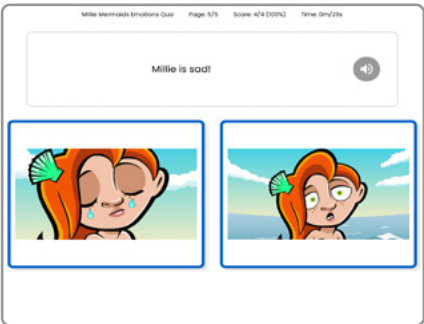 Millie Mermaids Emotions Quiz Page: 5/5 Score: 4/4 (100%) Time: 0m/29s
Millie is sad!